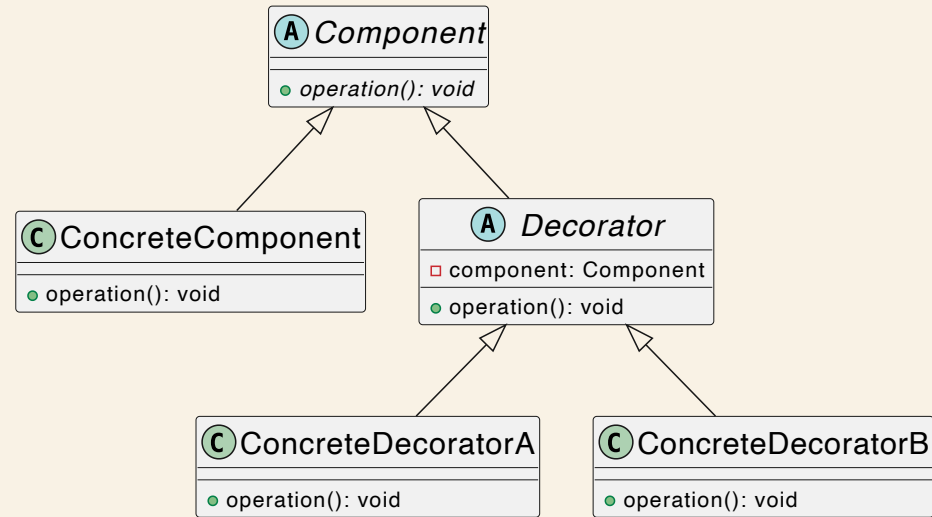 A Component
operation(): void
C ConcreteComponent
operation(): void
A Decorator
component: Component
operation(): void
C ConcreteDecoratorA
operation(): void
C ConcreteDecoratorB
operation(): void